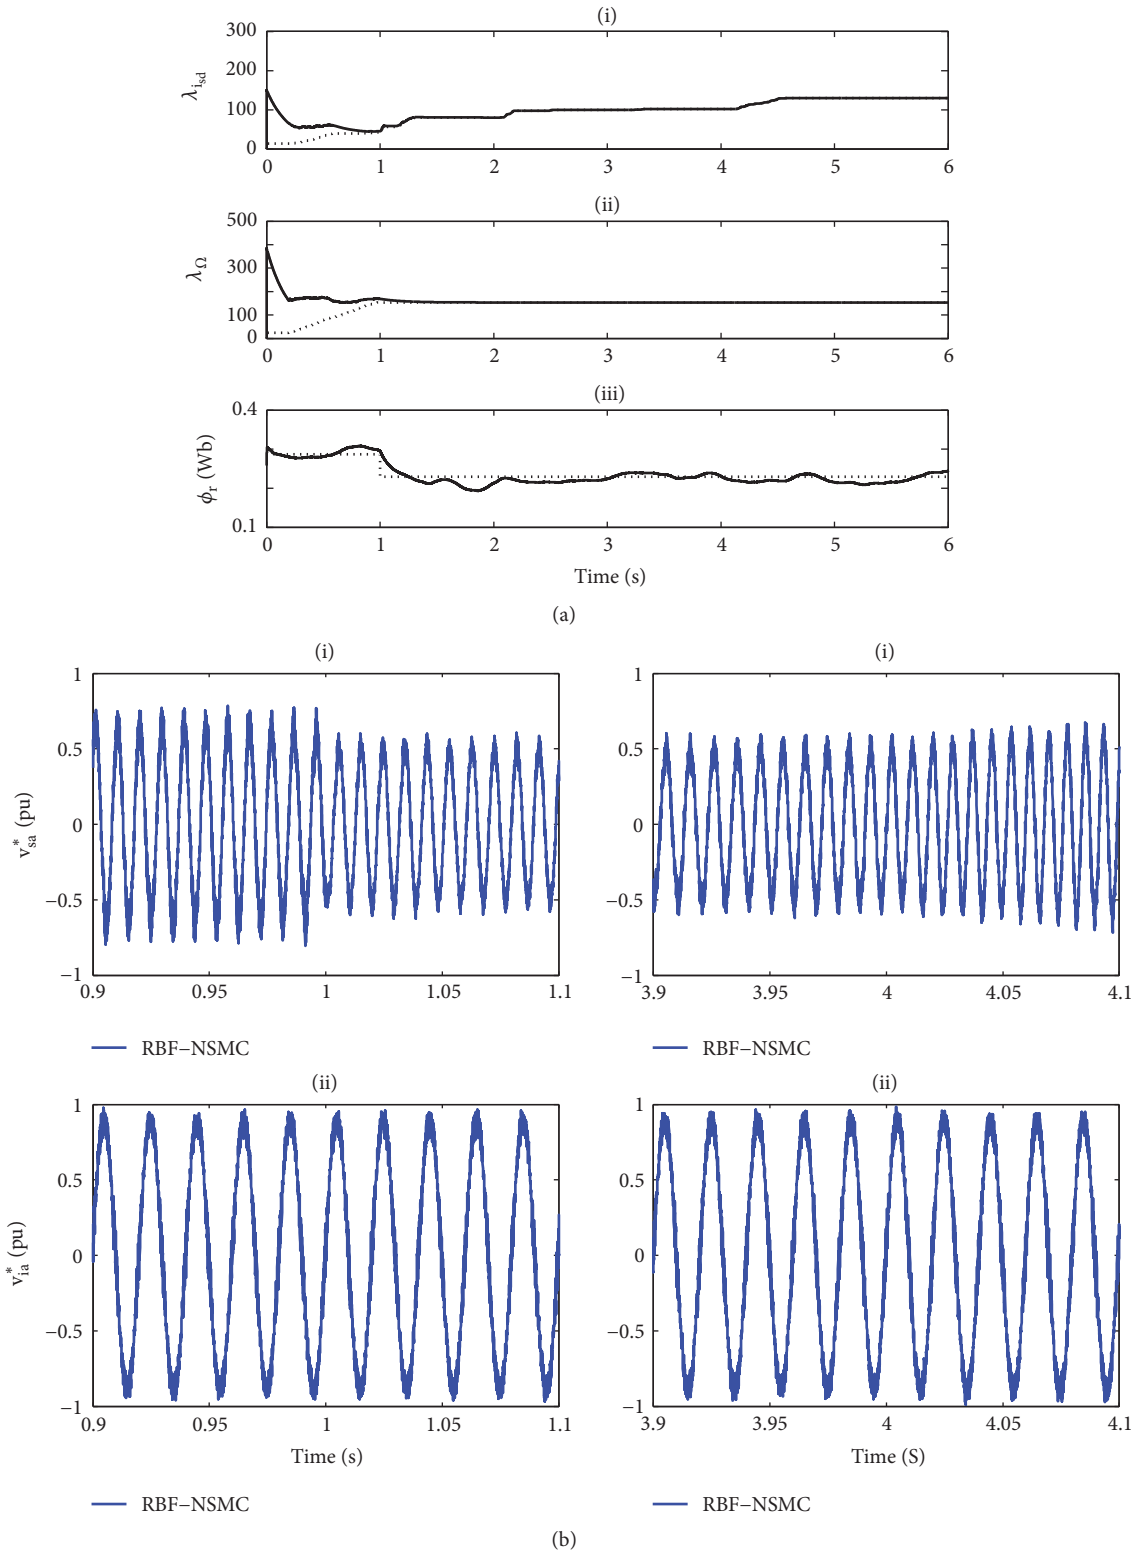 (i)
300
200
100
0
λ_{i_{sd}}
0 1 2 3 4 5 6
(ii)
500
300
100
0
λ_Ω
0 1 2 3 4 5 6
(iii)
0.4
0.1
ϕ_r (Wb)
0 1 2 3 4 5 6
Time (s)
(a)
(i)
1
0.5
0
−0.5
−1
v*_{sa} (pu)
0.9 0.95 1 1.05 1.1
RBF−NSMC
(i)
1
0.5
0
−0.5
−1
3.9 3.95 4 4.05 4.1
RBF−NSMC
(ii)
1
0.5
0
−0.5
−1
v*_{ia} (pu)
0.9 0.95 1 1.05 1.1
Time (s)
RBF−NSMC
(ii)
1
0.5
0
−0.5
−1
3.9 3.95 4 4.05 4.1
Time (S)
RBF−NSMC
(b)